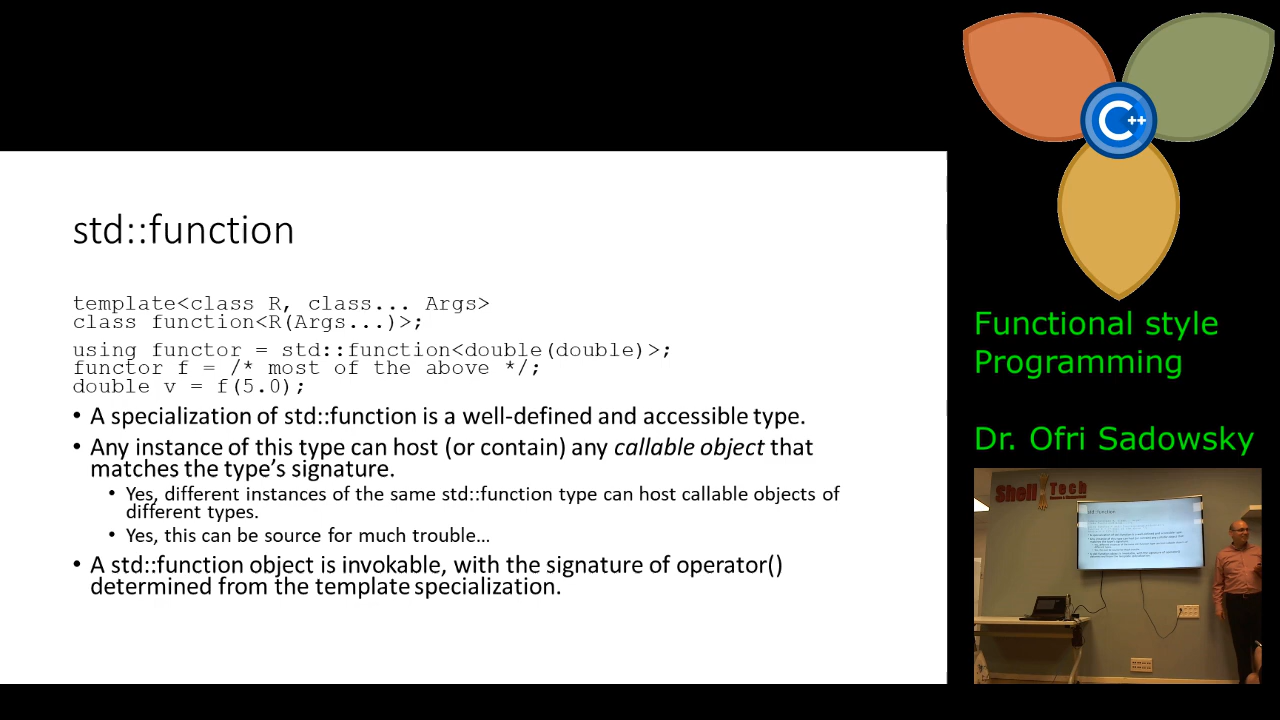 std::function
template<class R, class... Args>
class function<R(Args...)>;
using functor = std::function<double(double)>;
functor f = /* most of the above */;
double v = f(5.0);
• A specialization of std::function is a well-defined and accessible type.
• Any instance of this type can host (or contain) any callable object that
matches the type's signature.
• Yes, different instances of the same std::function type can host callable objects of
different types.
• Yes, this can be source for much trouble…
• A std::function object is invokable, with the signature of operator()
determined from the template specialization.
C++
Functional style
Programming
Dr. Ofri Sadowsky
Shell Tech
std::function